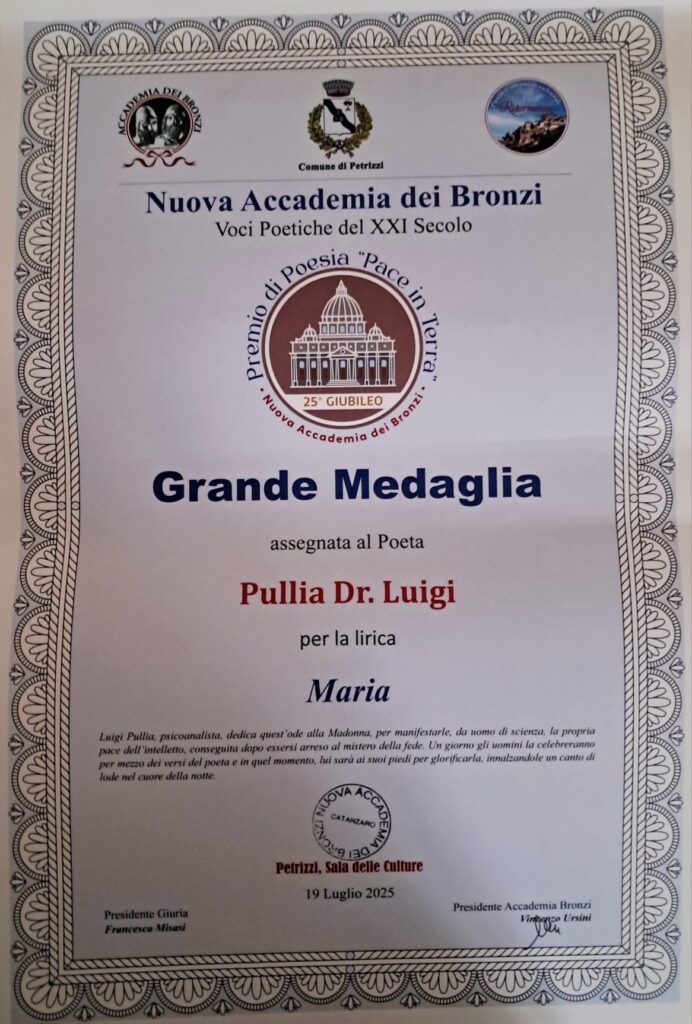 ACCADEMIA DEI BRONZI
Comune di Petrizzi
Nuova Accademia dei Bronzi
Voci Poetiche del XXI Secolo
Premio di Poesia "Pace in Terra"
25° GIUBILEO
• Nuova Accademia dei Bronzi •
Grande Medaglia
assegnata al Poeta
Pullia Dr. Luigi
per la lirica
Maria
Luigi Pullia, psicoanalista, dedica quest'ode alla Madonna, per manifestarle, da uomo di scienza, la propria
pace dell'intelletto, conseguita dopo essersi arreso al mistero della fede. Un giorno gli uomini la celebreranno
per mezzo dei versi del poeta e in quel momento, lui sarà ai suoi piedi per glorificarla, innalzandole un canto di
lode nel cuore della notte.
NUOVA ACCADEMIA DEI BRONZI
CATANZARO
Petrizzi, Sala delle Culture
19 Luglio 2025
Presidente Giuria
Francesca Misasi
Presidente Accademia Bronzi
Vincenzo Ursini